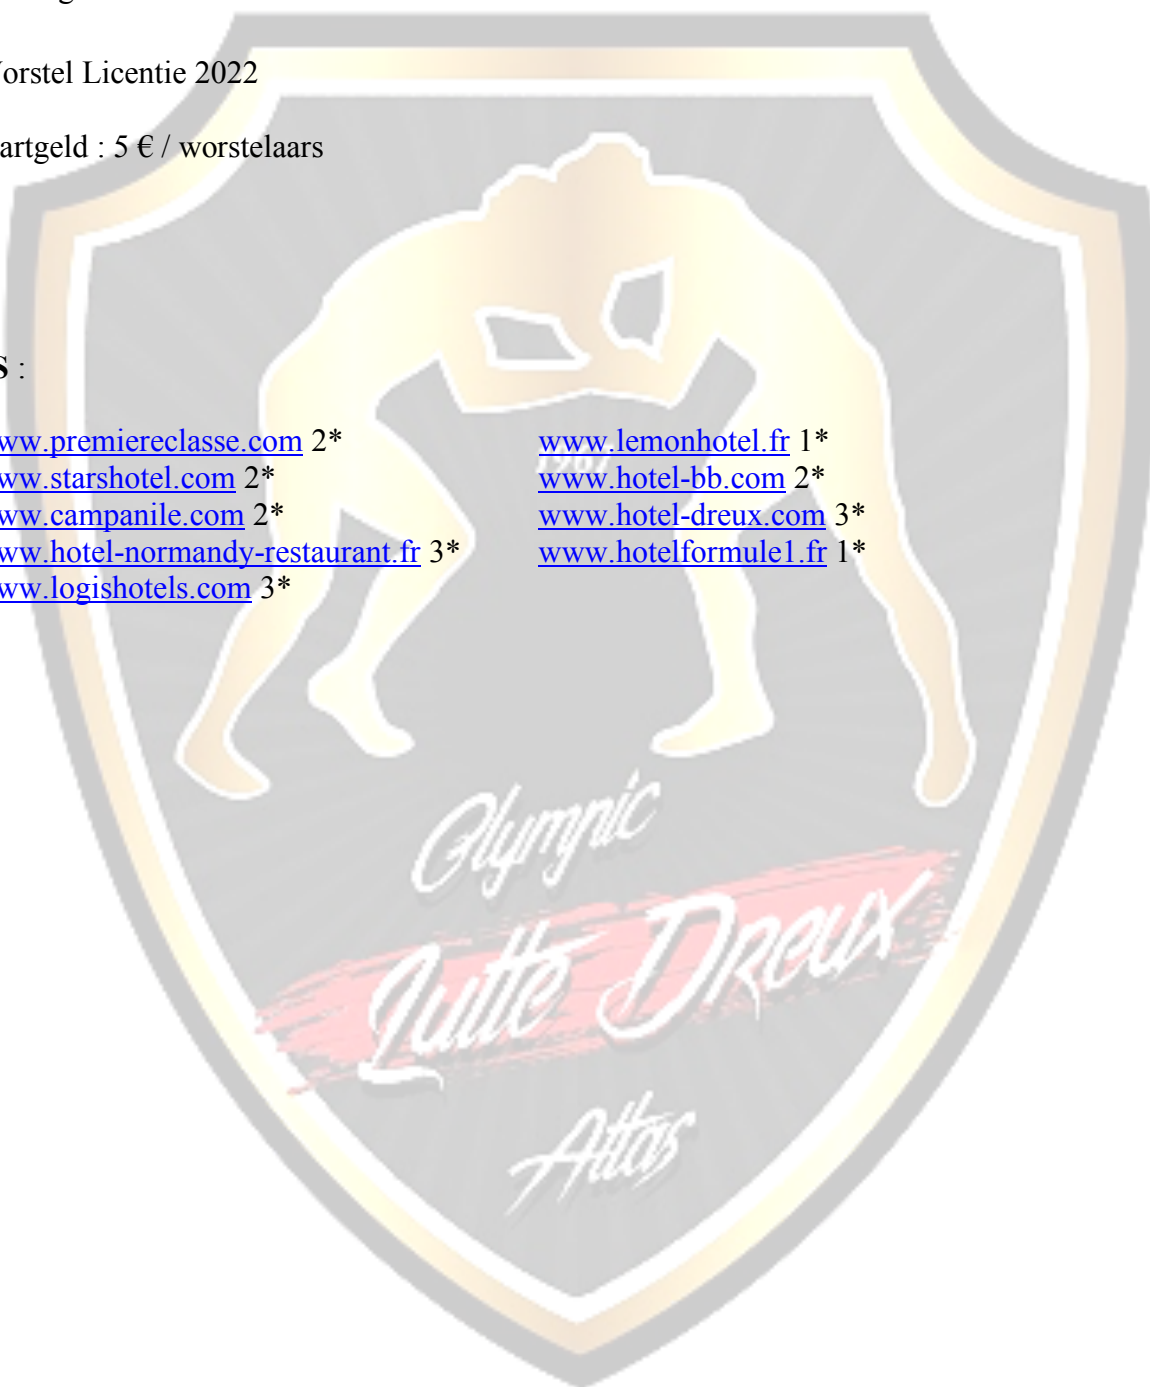 orstel Licentie 2022
artgeld : 5 € / worstelaars
S :
ww.premiereclasse.com 2* www.lemonhotel.fr 1*
ww.starshotel.com 2* www.hotel-bb.com 2*
ww.campanile.com 2* www.hotel-dreux.com 3*
ww.hotel-normandy-restaurant.fr 3* www.hotelformule1.fr 1*
ww.logishotels.com 3*
Olympic
Lutte Dreux
Attas